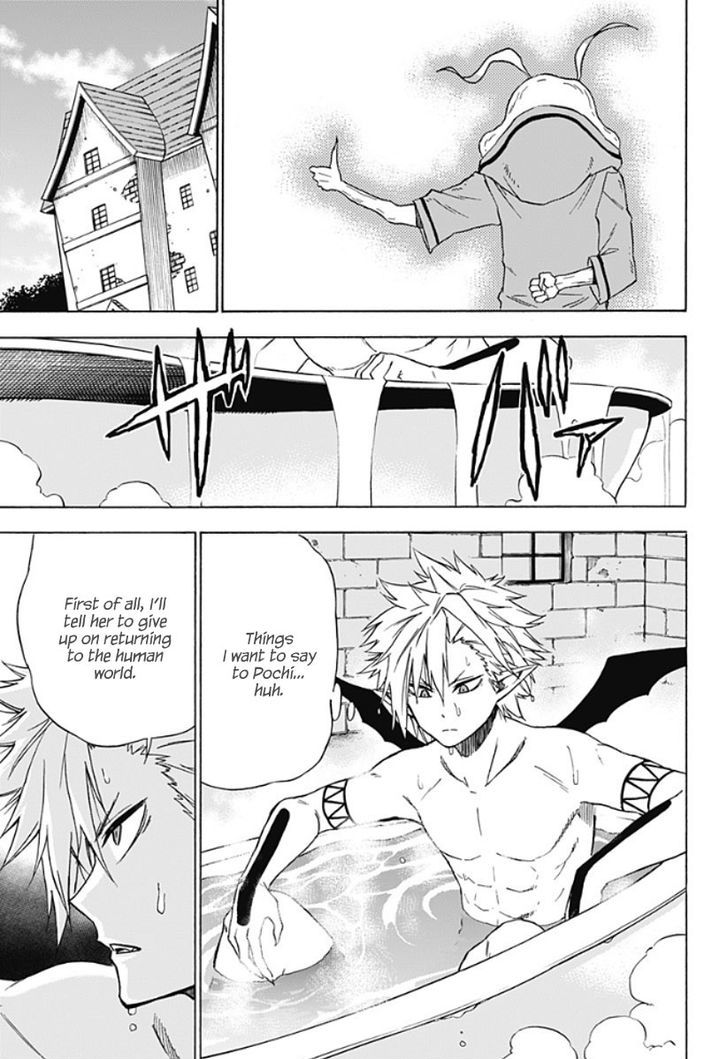 Things
I want to say
to Pochi...
huh.
First of all, I'll
tell her to give
up on returning
to the human
world.